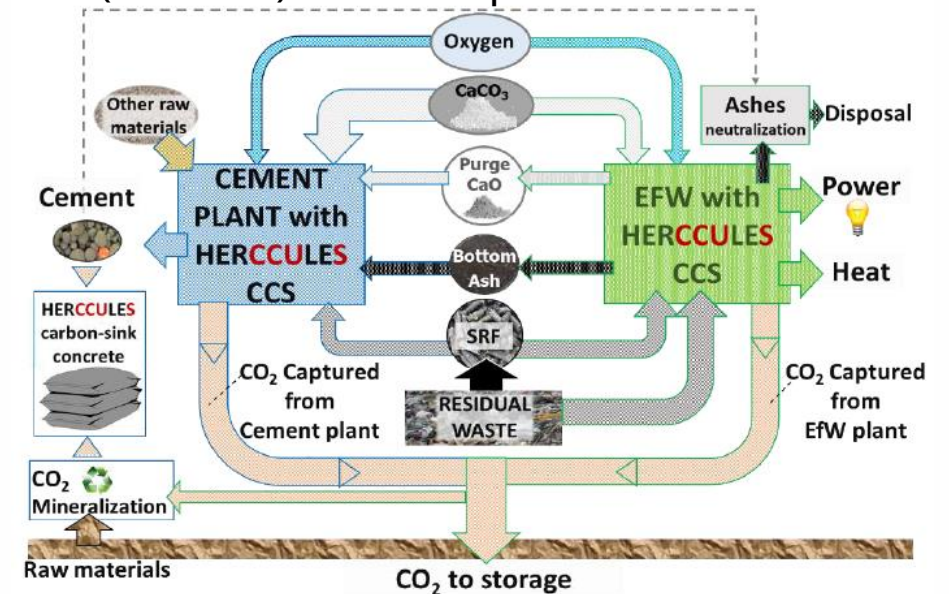 Oxygen
CaCO₃
Other raw
materials
Ashes
neutralization
Disposal
Purge
CaO
CEMENT
PLANT with
HERCCULES
CCS
EFW with
HERCCULES
CCS
Power
Cement
Bottom
Ash
Heat
HERCCULES
carbon-sink
concrete
SRF
CO₂ Captured
from
Cement plant
CO₂ Captured
from
EfW plant
RESIDUAL
WASTE
CO₂
Mineralization
Raw materials
CO₂ to storage